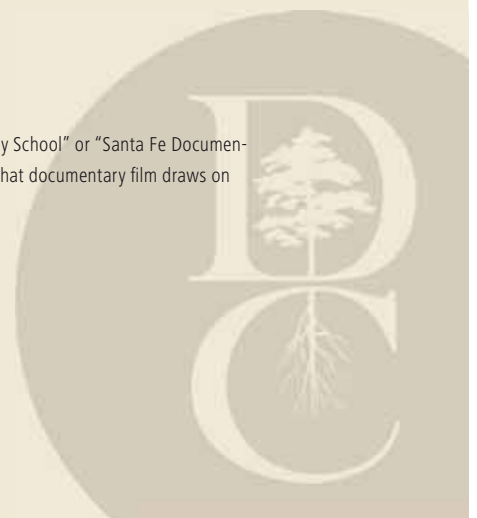 y School” or “Santa Fe Documen-
hat documentary film draws on
D
C